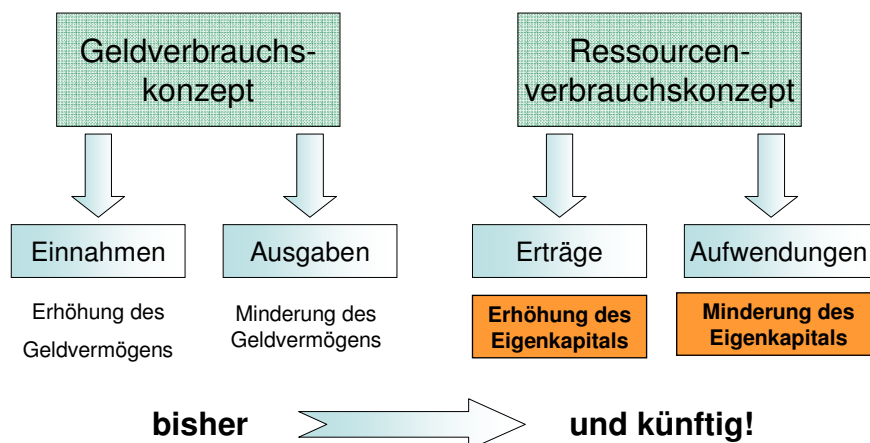 Geldverbrauchs-
konzept
Ressourcen-
verbrauchskonzept
Einnahmen
Ausgaben
Erträge
Aufwendungen
Erhöhung des
Geldvermögens
Minderung des
Geldvermögens
Erhöhung des
Eigenkapitals
Minderung des
Eigenkapitals
bisher
und künftig!